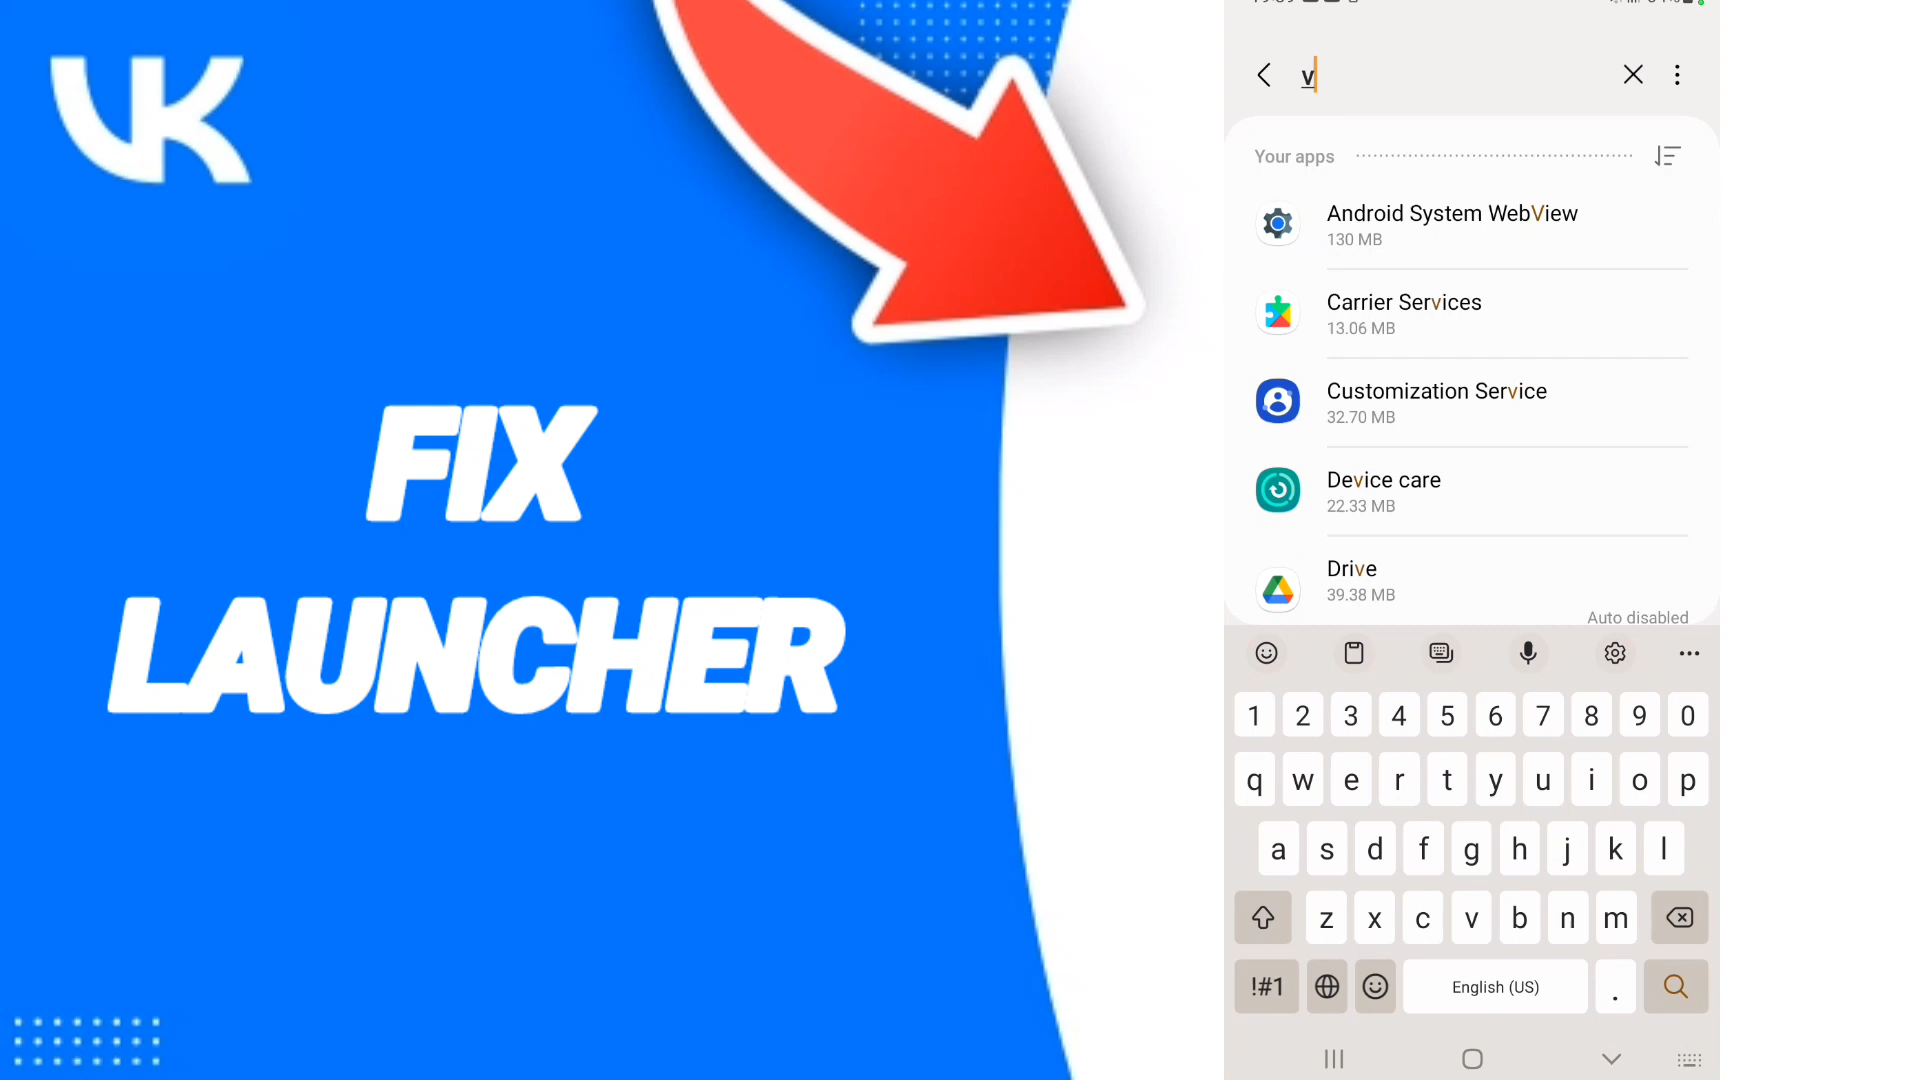 VK
FIX
LAUNCHER
v
Your apps
Android System WebView
130 MB
Carrier Services
13.06 MB
Customization Service
32.70 MB
Device care
22.33 MB
Drive
39.38 MB
Auto disabled
1 2 3 4 5 6 7 8 9 0
q w e r t y u i o p
a s d f g h j k l
z x c v b n m
!#1 English (US) .